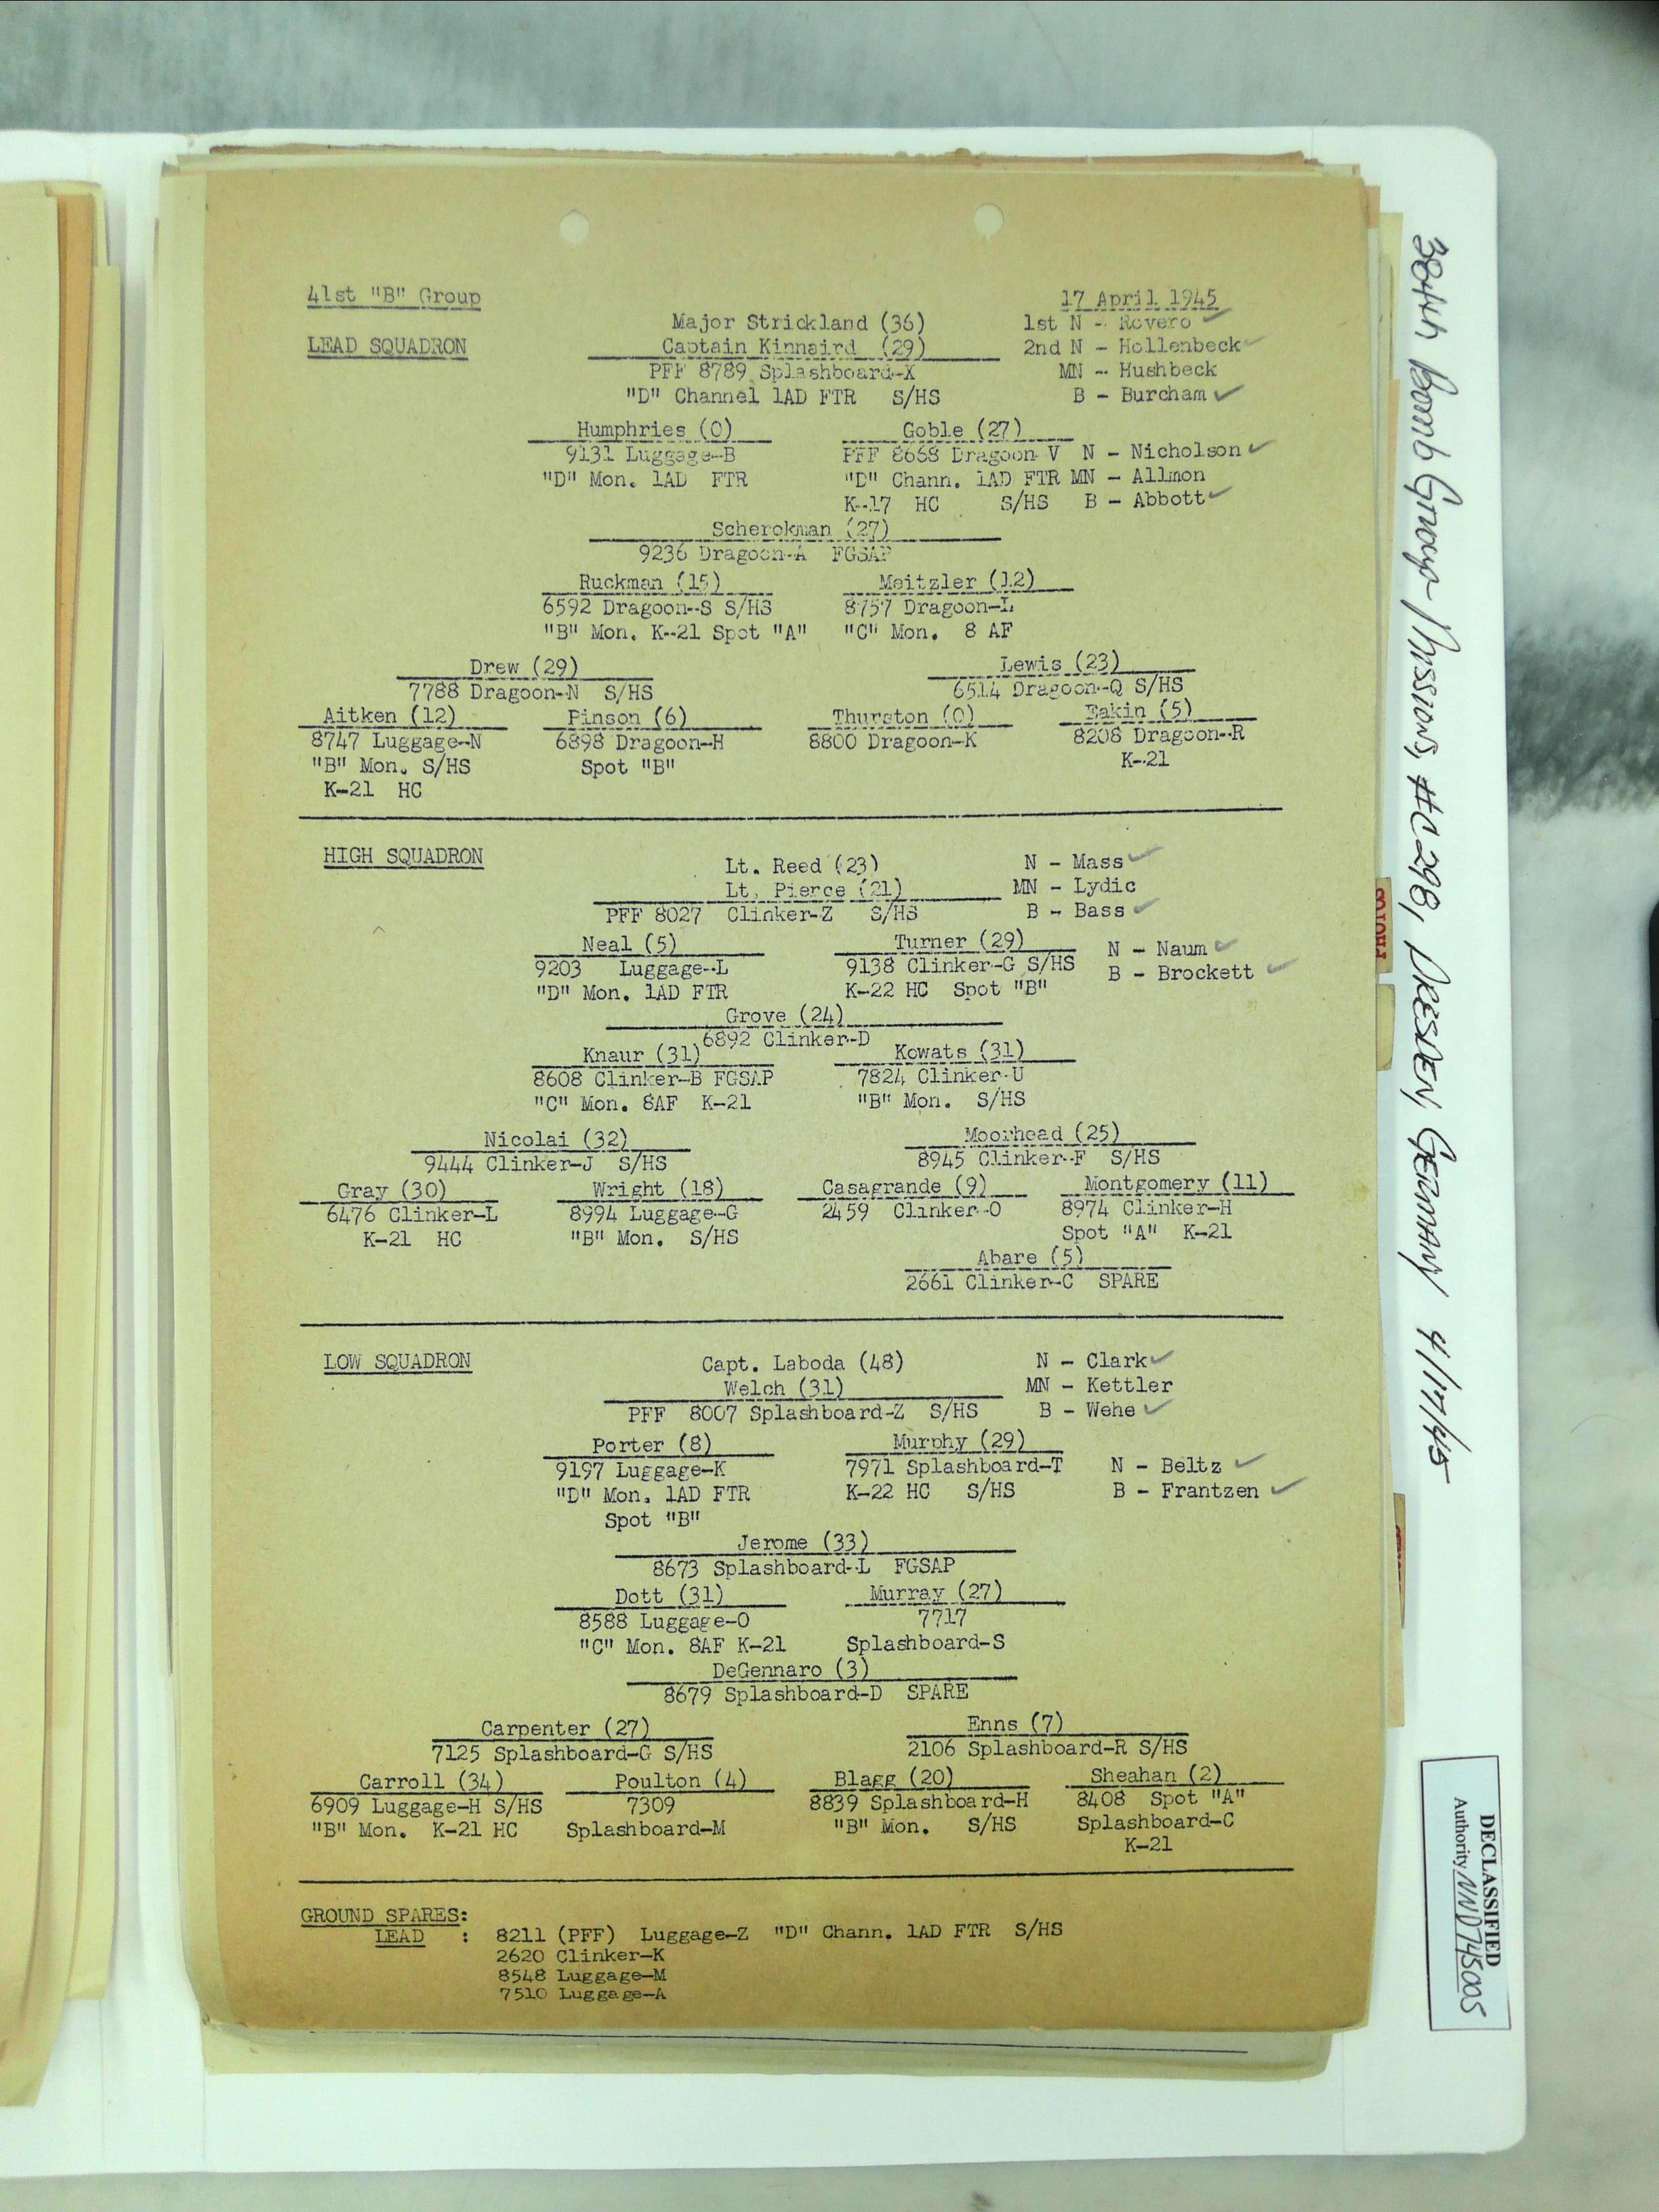 41st "B" Group 17 April 1945
Major Strickland (36) 1st N - Rovero
LEAD SQUADRON Captain Kinnaird (29) 2nd N - Hollenbeck
PFF 8789 Splashboard-X MN - Hushbeck
"D" Channel 1AD FTR S/HS B - Burcham
Humphries (0) Goble (27)
9131 Luggage-B PFF 8668 Dragoon V N - Nicholson
"D" Mon. 1AD FTR "D" Chann. 1AD FTR MN - Allmon
K-17 HC S/HS B - Abbott
Scherokman (27)
9236 Dragoon-A FGSAP
Ruckman (15) Meitzler (12)
6592 Dragoon-S S/HS 8757 Dragoon-L
"B" Mon. K-21 Spot "A" "C" Mon. 8 AF
Drew (29) Lewis (23)
7788 Dragoon-N S/HS 6514 Dragoon-Q S/HS
Aitken (12) Pinson (6) Thurston (0) Eakin (5)
8747 Luggage-N 6898 Dragoon-H 8800 Dragoon-K 8208 Dragoon-R
"B" Mon. S/HS Spot "B" K-21
K-21 HC
HIGH SQUADRON Lt. Reed (23) N - Mass
Lt. Pierce (21) MN - Lydic
PFF 8027 Clinker-Z S/HS B - Bass
Neal (5) Turner (29) N - Naum
9203 Luggage-L 9138 Clinker-G S/HS B - Brockett
"D" Mon. 1AD FTR K-22 HC Spot "B"
Grove (24)
6892 Clinker-D
Knaur (31) Kowats (31)
8608 Clinker-B FGSAP 7824 Clinker-U
"C" Mon. 8AF K-21 "B" Mon. S/HS
Nicolai (32) Moorhead (25)
9444 Clinker-J S/HS 8945 Clinker-F S/HS
Gray (30) Wright (18) Casagrande (9) Montgomery (11)
6476 Clinker-L 8994 Luggage-G 2459 Clinker-O 8974 Clinker-H
K-21 HC "B" Mon. S/HS Spot "A" K-21
Abare (5)
2661 Clinker-C SPARE
LOW SQUADRON Capt. Laboda (48) N - Clark
Welch (31) MN - Kettler
PFF 8007 Splashboard-Z S/HS B - Wehe
Porter (8) Murphy (29)
9197 Luggage-K 7971 Splashboard-T N - Beltz
"D" Mon. 1AD FTR K-22 HC S/HS B - Frantzen
Spot "B"
Jerome (33)
8673 Splashboard-L FGSAP
Dott (31) Murray (27)
8588 Luggage-O 7717
"C" Mon. 8AF K-21 Splashboard-S
DeGennaro (3)
8679 Splashboard-D SPARE
Carpenter (27) Enns (7)
7125 Splashboard-G S/HS 2106 Splashboard-R S/HS
Carroll (34) Poulton (4) Blagg (20) Sheahan (2)
6909 Luggage-H S/HS 7309 8839 Splashboard-H 8408 Spot "A"
"B" Mon. K-21 HC Splashboard-M "B" Mon. S/HS Splashboard-C
K-21
GROUND SPARES:
LEAD : 8211 (PFF) Luggage-Z "D" Chann. 1AD FTR S/HS
2620 Clinker-K
8548 Luggage-M
7510 Luggage-A
384th Bomb Group Missions, #C298, DRESDEN, GERMANY 4/17/45
PHOTOS
DECLASSIFIED
Authority NND745005